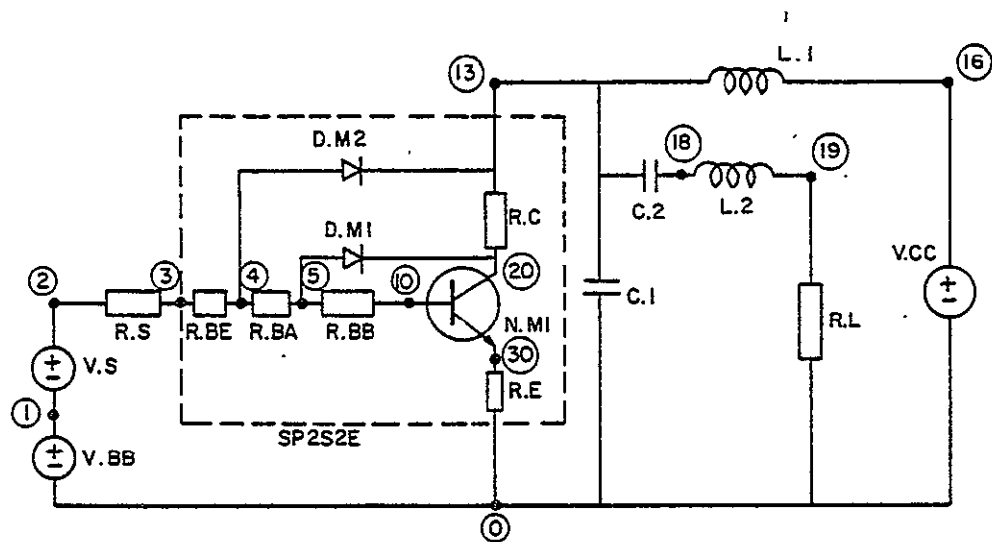 L.1
13
16
D.M2
18
19
C.2
L.2
R.C
D.M1
V.CC
2
3
4
5
10
20
C.1
R.S
R.BE
R.BA
R.BB
N.M1
R.L
V.S
30
R.E
1
SP2S2E
V.BB
0